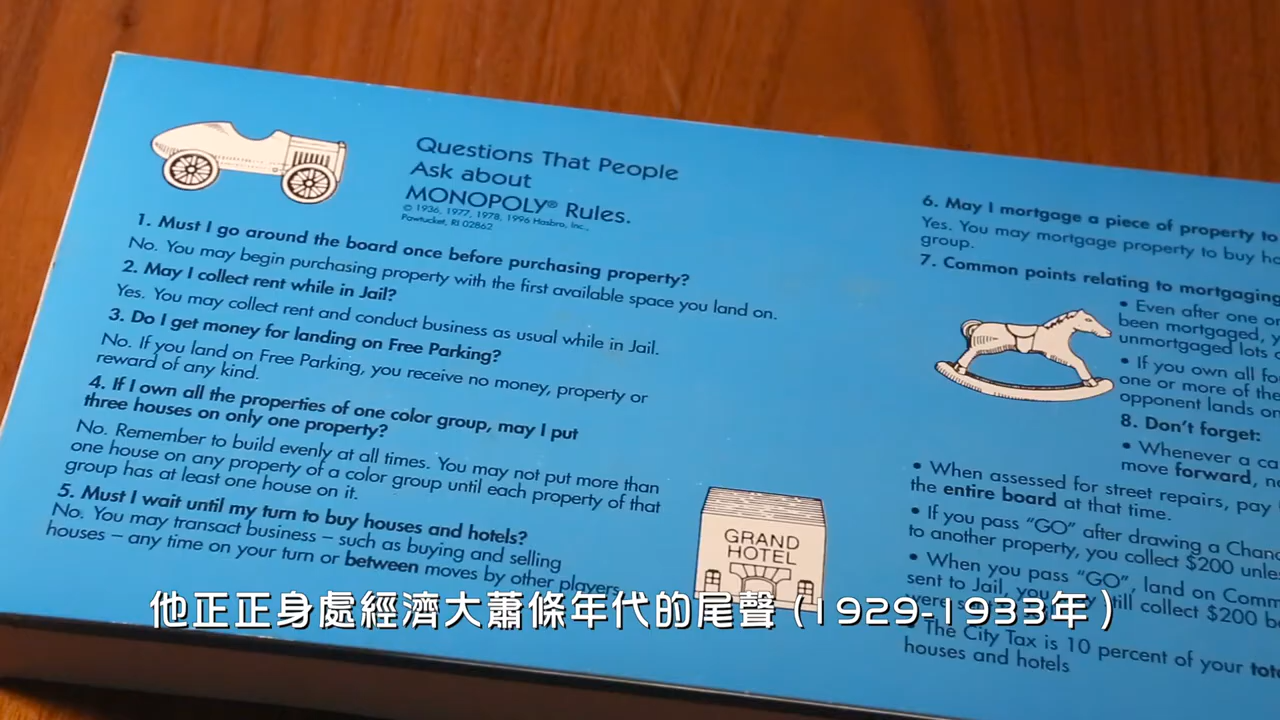 Questions That People
Ask about
MONOPOLY® Rules.
© 1936, 1977, 1978, 1996 Hasbro, Inc.,
Pawtucket, RI 02862
1. Must I go around the board once before purchasing property?
No. You may begin purchasing property with the first available space you land on.
2. May I collect rent while in Jail?
Yes. You may collect rent and conduct business as usual while in Jail.
3. Do I get money for landing on Free Parking?
No. If you land on Free Parking, you receive no money, property or
reward of any kind.
4. If I own all the properties of one color group, may I put
three houses on only one property?
No. Remember to build evenly at all times. You may not put more than
one house on any property of a color group until each property of that
group has at least one house on it.
5. Must I wait until my turn to buy houses and hotels?
No. You may transact business – such as buying and selling
houses – any time on your turn or between moves by other players
GRAND
HOTEL
6. May I mortgage a piece of property to
Yes. You may mortgage property to buy
group.
7. Common points relating to mortgaging
• Even after one or
been mortgaged,
unmortgaged lots
• If you own all
one or more of the
opponent lands on
8. Don't forget:
• Whenever a
move forward,
• When assessed for street repairs, pay
the entire board at that time.
• If you pass "GO" after drawing a
to another property, you collect $200
• When you pass "GO", land on
sent to Jail, you still collect $200
The City Tax is 10 percent of your
houses and hotels
他正正身處經濟大蕭條年代的尾聲 (1929-1933年)